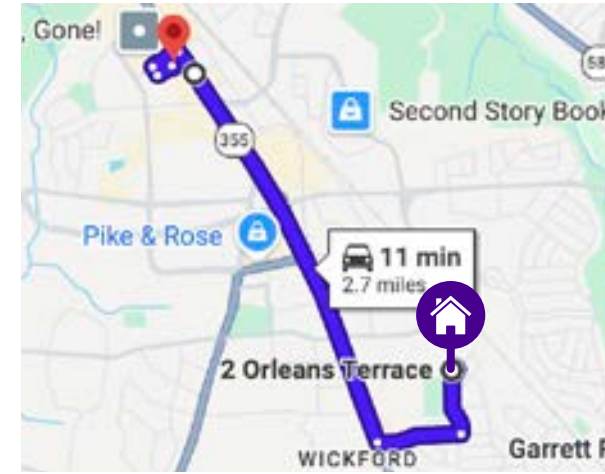 , Gone!
58
Second Story Book
355
Pike & Rose
11 min
2.7 miles
2 Orleans Terrace
WICKFORD
Garrett